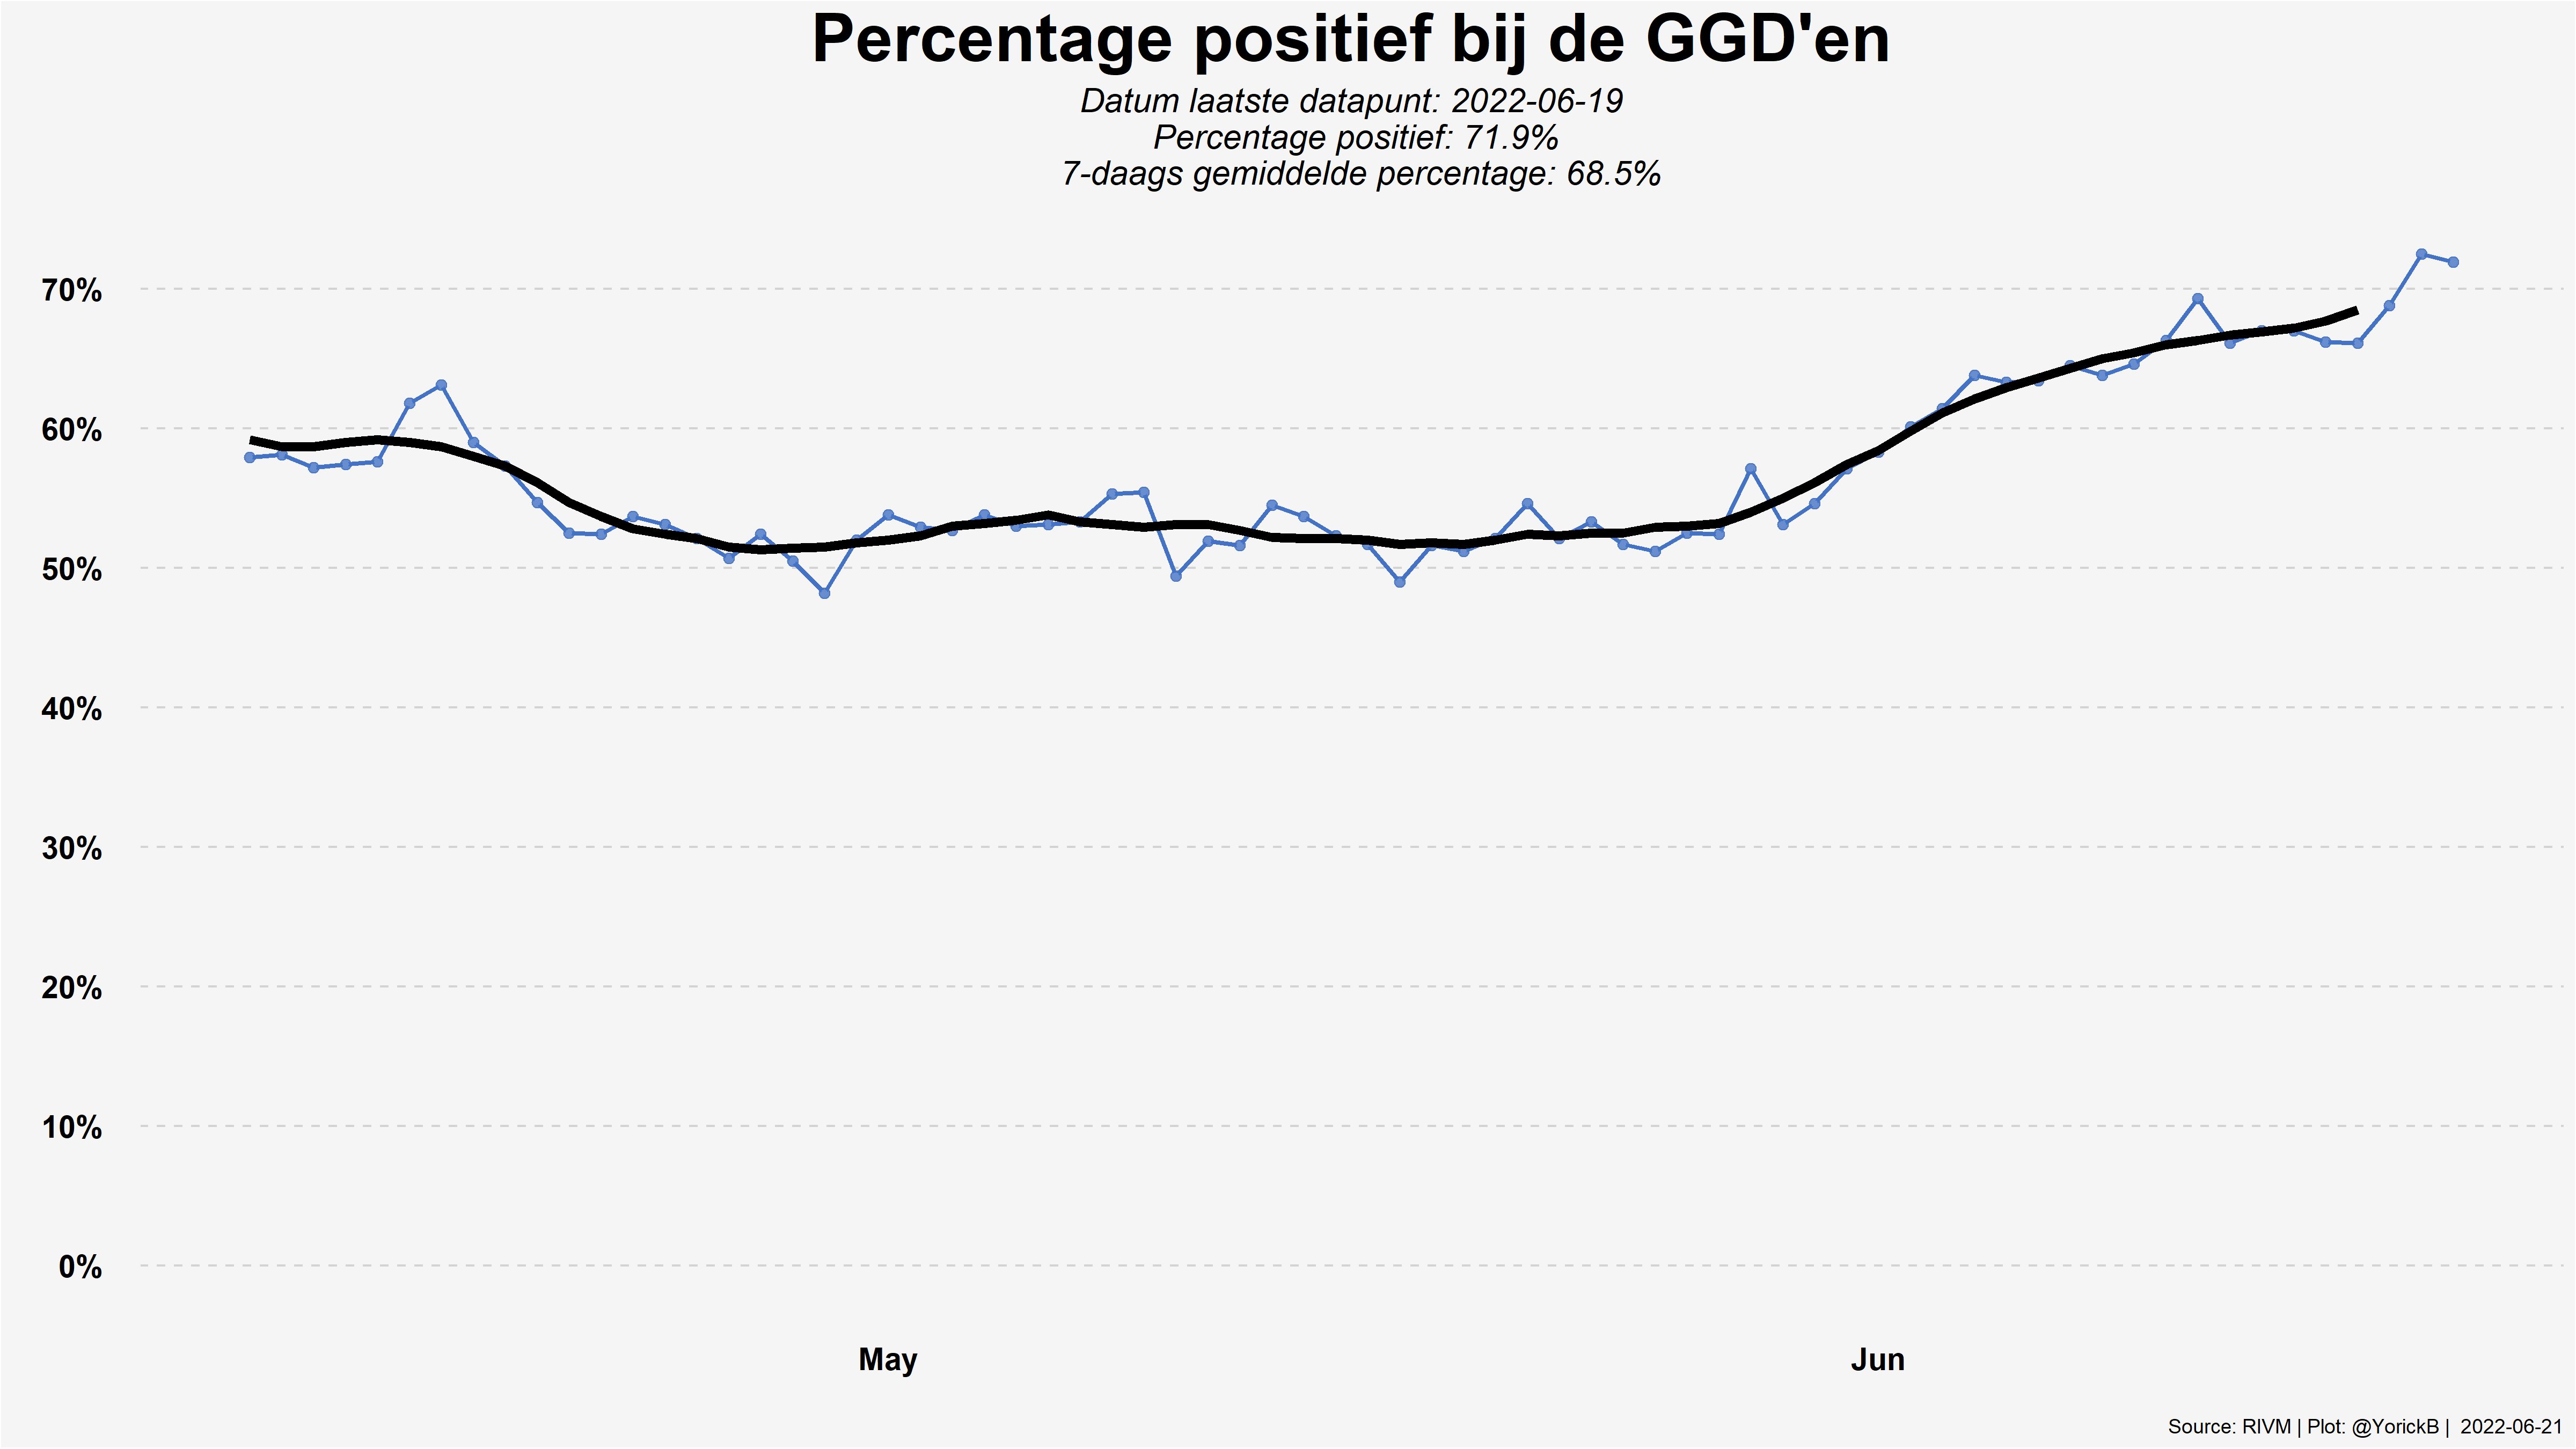 Percentage positief bij de GGD'en
Datum laatste datapunt: 2022-06-19
Percentage positief: 71.9%
7-daags gemiddelde percentage: 68.5%
70%
60%
50%
40%
30%
20%
10%
0%
May Jun
Source: RIVM | Plot: @YorickB | 2022-06-21